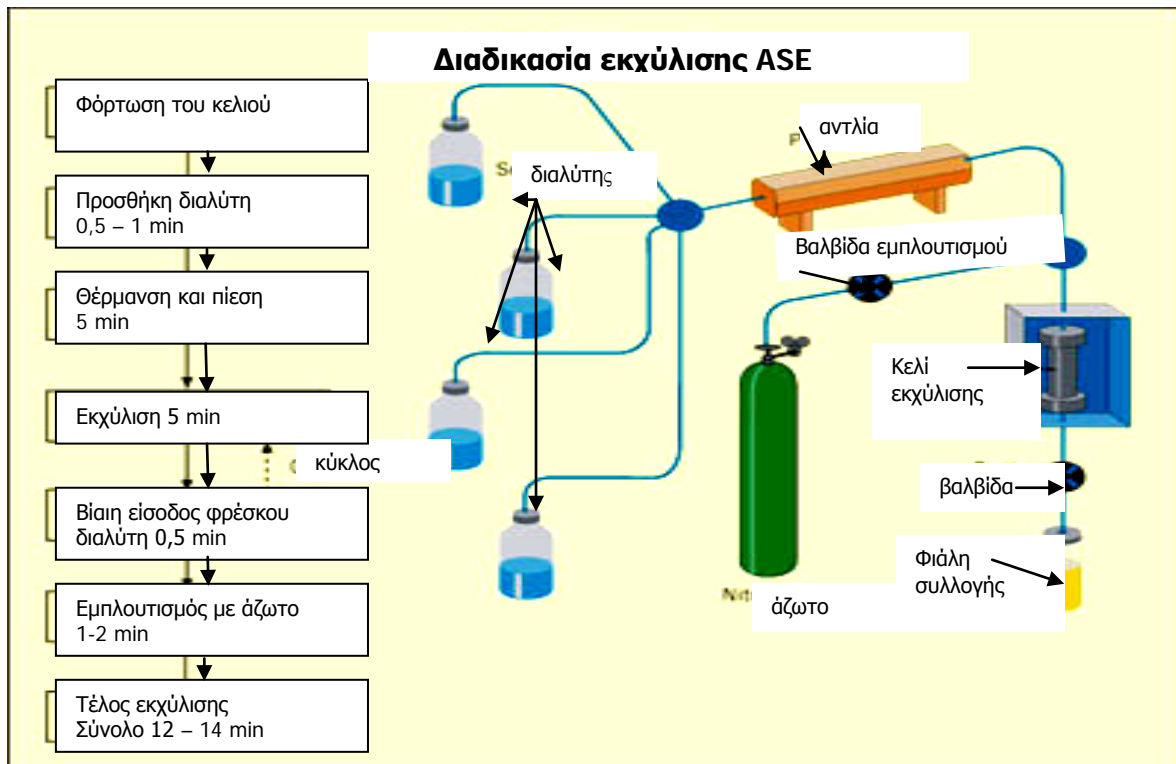 Διαδικασία εκχύλισης ASE
Φόρτωση του κελιού
Προσθήκη διαλύτη
0,5 – 1 min
Θέρμανση και πίεση
5 min
Εκχύλιση 5 min
κύκλος
Βίαιη είσοδος φρέσκου
διαλύτη 0,5 min
Εμπλουτισμός με άζωτο
1-2 min
Τέλος εκχύλισης
Σύνολο 12 – 14 min
διαλύτης
αντλία
Βαλβίδα εμπλουτισμού
Κελί
εκχύλισης
βαλβίδα
Φιάλη
συλλογής
άζωτο